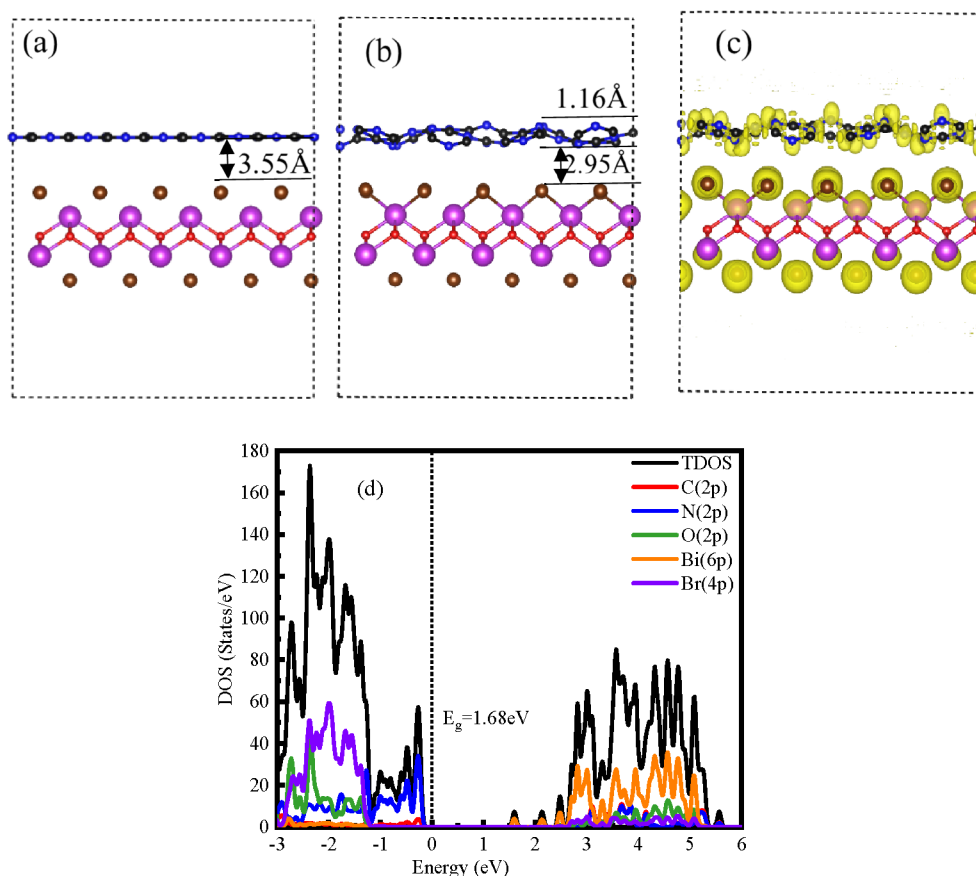 (a)
(b)
(c)
3.55Å
1.16Å
2.95Å
(d)
TDOS
C(2p)
N(2p)
O(2p)
Bi(6p)
Br(4p)
E_g=1.68eV
DOS (States/eV)
180
160
140
120
100
80
60
40
20
0
-3 -2 -1 0 1 2 3 4 5 6
Energy (eV)